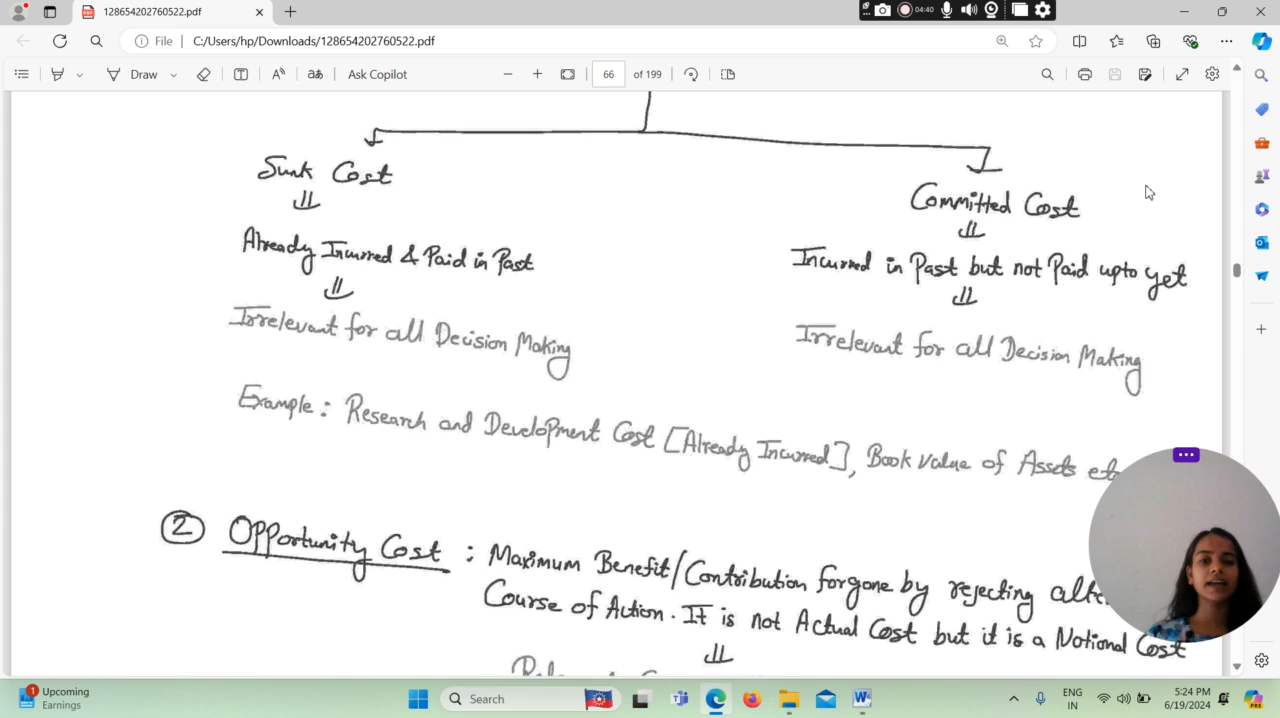 128654202760522.pdf
04:40
File | C:/Users/hp/Downloads/128654202760522.pdf
Draw
Ask Copilot
66 of 199
Sunk Cost
Committed Cost
Already Incurred & Paid in Past
Incurred in Past but not Paid upto yet
Irrelevant for all Decision Making
Irrelevant for all Decision Making
Example: Research and Development Cost [Already Incurred], Book Value of Assets etc
2 Opportunity Cost : Maximum Benefit/Contribution forgone by rejecting
Course of Action. It is not Actual Cost but it is a Notional Cost
1
Upcoming
Earnings
Search
ENG
IN
5:24 PM
6/19/2024